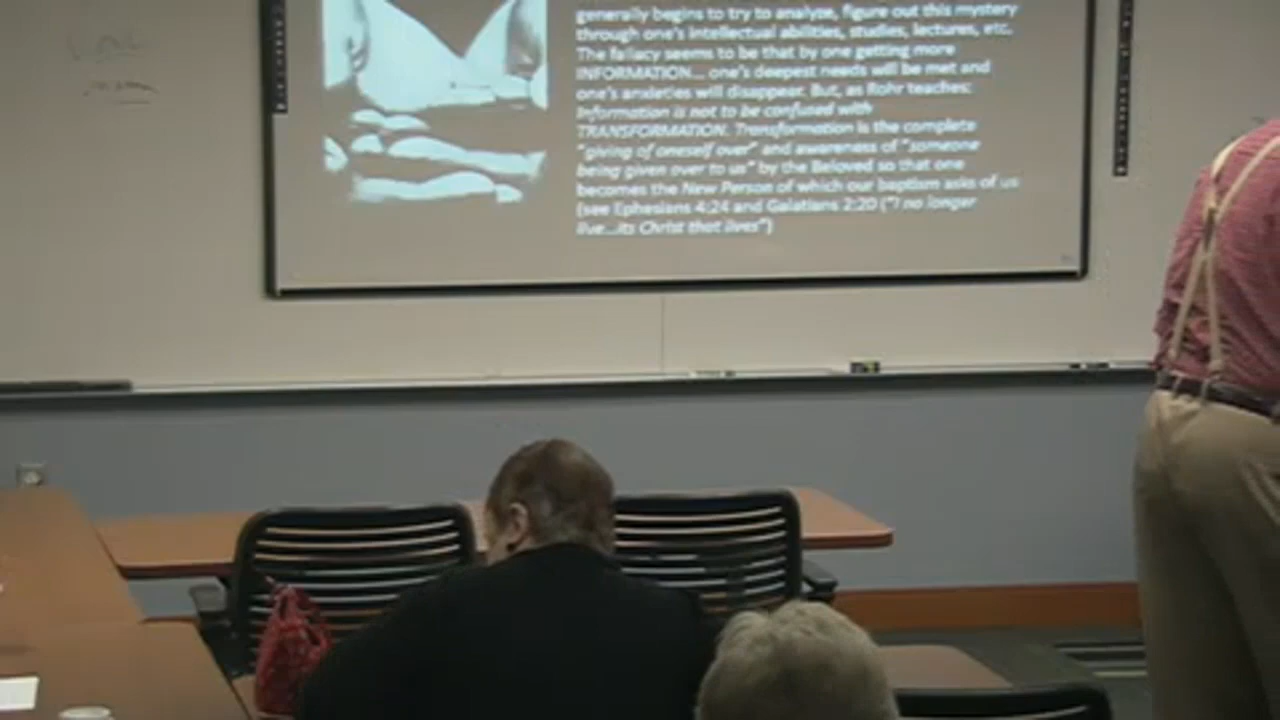 generally begins to try to analyze, figure out this mystery
through one's intellectual abilities, studies, lectures, etc.
The fallacy seems to be that by one getting more
INFORMATION... one's deepest needs will be met and
one's anxieties will disappear. But, as Rohr teaches:
Information is not to be confused with
TRANSFORMATION. Transformation is the complete
"giving of oneself over" and awareness of "someone
being given over to us" by the Beloved so that one
becomes the New Person of which our baptism asks of us
(see Ephesians 4:24 and Galatians 2:20 ("I no longer
live...its Christ that lives")